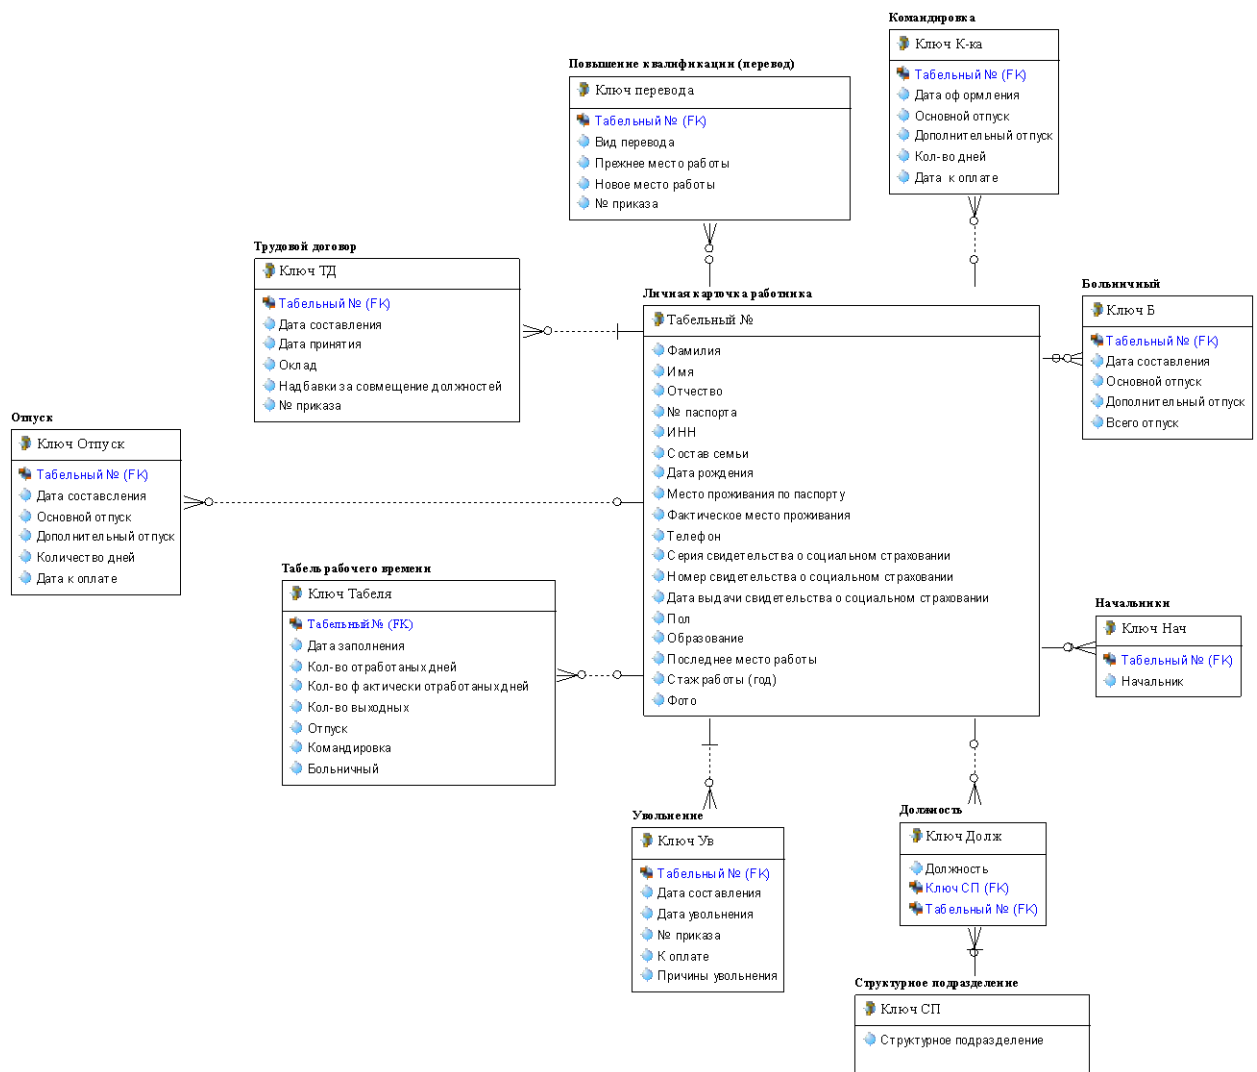 Командировка
Ключ К-ка
Табельный № (FK)
Дата оформления
Основной отпуск
Дополнительный отпуск
Кол-во дней
Дата к оплате
Повышение квалификации (перевод)
Ключ перевода
Табельный № (FK)
Вид перевода
Прежнее место работы
Новое место работы
№ приказа
Трудовой договор
Ключ ТД
Табельный № (FK)
Дата составления
Дата принятия
Оклад
Надбавки за совмещение должностей
№ приказа
Личная карточка работника
Табельный №
Фамилия
Имя
Отчество
№ паспорта
ИНН
Состав семьи
Дата рождения
Место проживания по паспорту
Фактическое место проживания
Телефон
Серия свидетельства о социальном страховании
Номер свидетельства о социальном страховании
Дата выдачи свидетельства о социальном страховании
Пол
Образование
Последнее место работы
Стаж работы (год)
Фото
Больничный
Ключ Б
Табельный № (FK)
Дата составления
Основной отпуск
Дополнительный отпуск
Всего отпуск
Отпуск
Ключ Отпуск
Табельный № (FK)
Дата составсления
Основной отпуск
Дополнительный отпуск
Количество дней
Дата к оплате
Табель рабочего времени
Ключ Табеля
Табельный № (FK)
Дата заполнения
Кол-во отработаных дней
Кол-во фактически отработаных дней
Кол-во выходных
Отпуск
Командировка
Больничный
Начальники
Ключ Нач
Табельный № (FK)
Начальник
Увольнение
Ключ Ув
Табельный № (FK)
Дата составления
Дата увольнения
№ приказа
К оплате
Причины увольнения
Должность
Ключ Долж
Должность
Ключ СП (FK)
Табельный № (FK)
Структурное подразделение
Ключ СП
Структурное подразделение